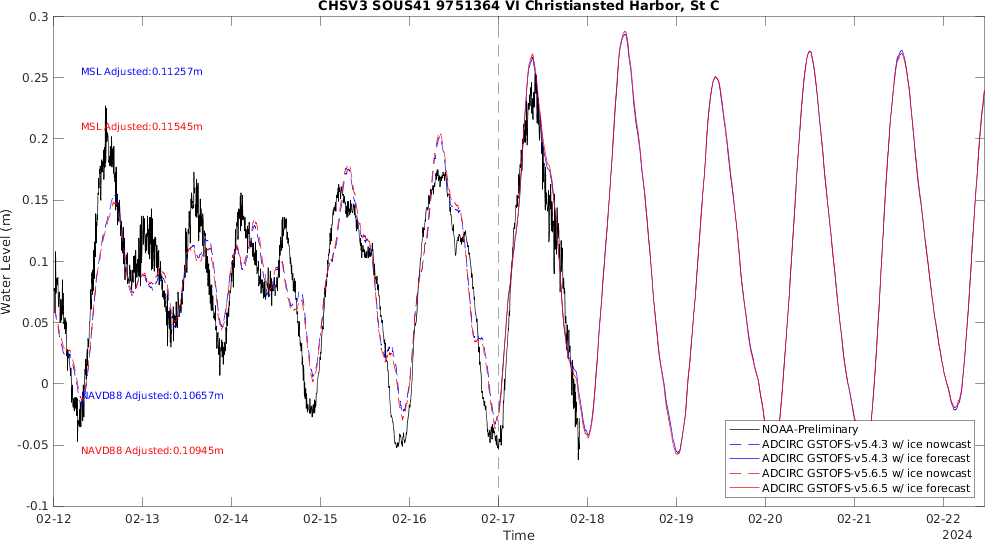 CHSV3 SOUS41 9751364 VI Christiansted Harbor, St C
0.3
0.25
0.2
0.15
0.1
0.05
0
-0.05
-0.1
Water Level (m)
MSL Adjusted:0.11257m
MSL Adjusted:0.11545m
NAVD88 Adjusted:0.10657m
NAVD88 Adjusted:0.10945m
NOAA-Preliminary
ADCIRC GSTOFS-v5.4.3 w/ ice nowcast
ADCIRC GSTOFS-v5.4.3 w/ ice forecast
ADCIRC GSTOFS-v5.6.5 w/ ice nowcast
ADCIRC GSTOFS-v5.6.5 w/ ice forecast
02-12 02-13 02-14 02-15 02-16 02-17 02-18 02-19 02-20 02-21 02-22
Time
2024